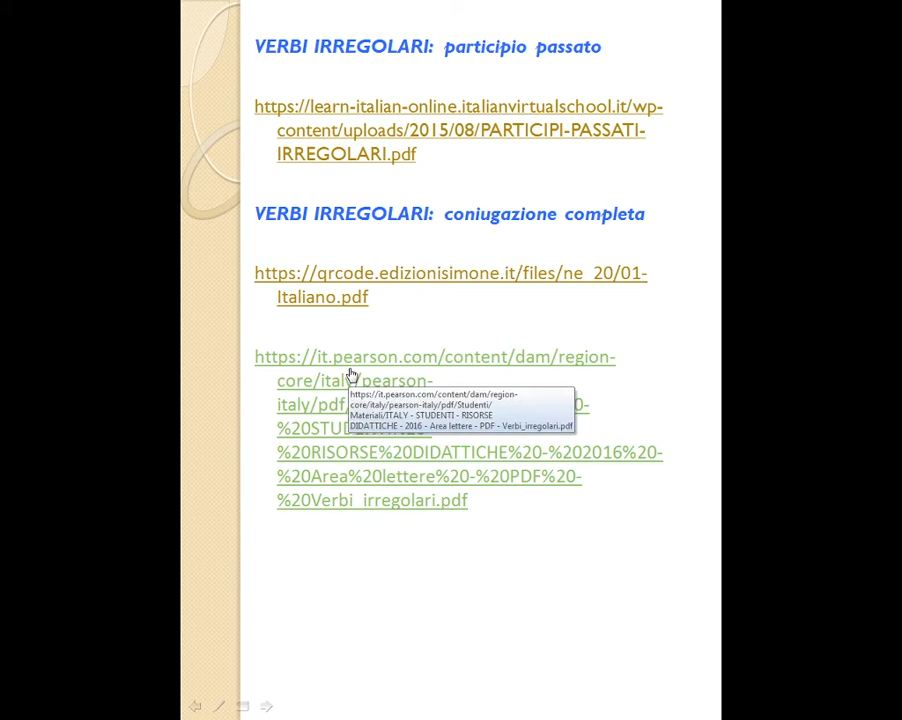 VERBI IRREGOLARI: participio passato
https://learn-italian-online.italianvirtualschool.it/wp-
content/uploads/2015/08/PARTICIPI-PASSATI-
IRREGOLARI.pdf
VERBI IRREGOLARI: coniugazione completa
https://qrcode.edizionisimone.it/files/ne_20/01-
Italiano.pdf
https://it.pearson.com/content/dam/region-
core/italy/pearson-
italy/pdf/
%20STUD
%20RISORSE%20DIDATTICHE%20-%202016%20-
%20Area%20lettere%20-%20PDF%20-
%20Verbi_irregolari.pdf
https://it.pearson.com/content/dam/region-
core/italy/pearson-italy/pdf/Studenti/
Materiali/ITALY - STUDENTI - RISORSE
DIDATTICHE - 2016 - Area lettere - PDF - Verbi_irregolari.pdf